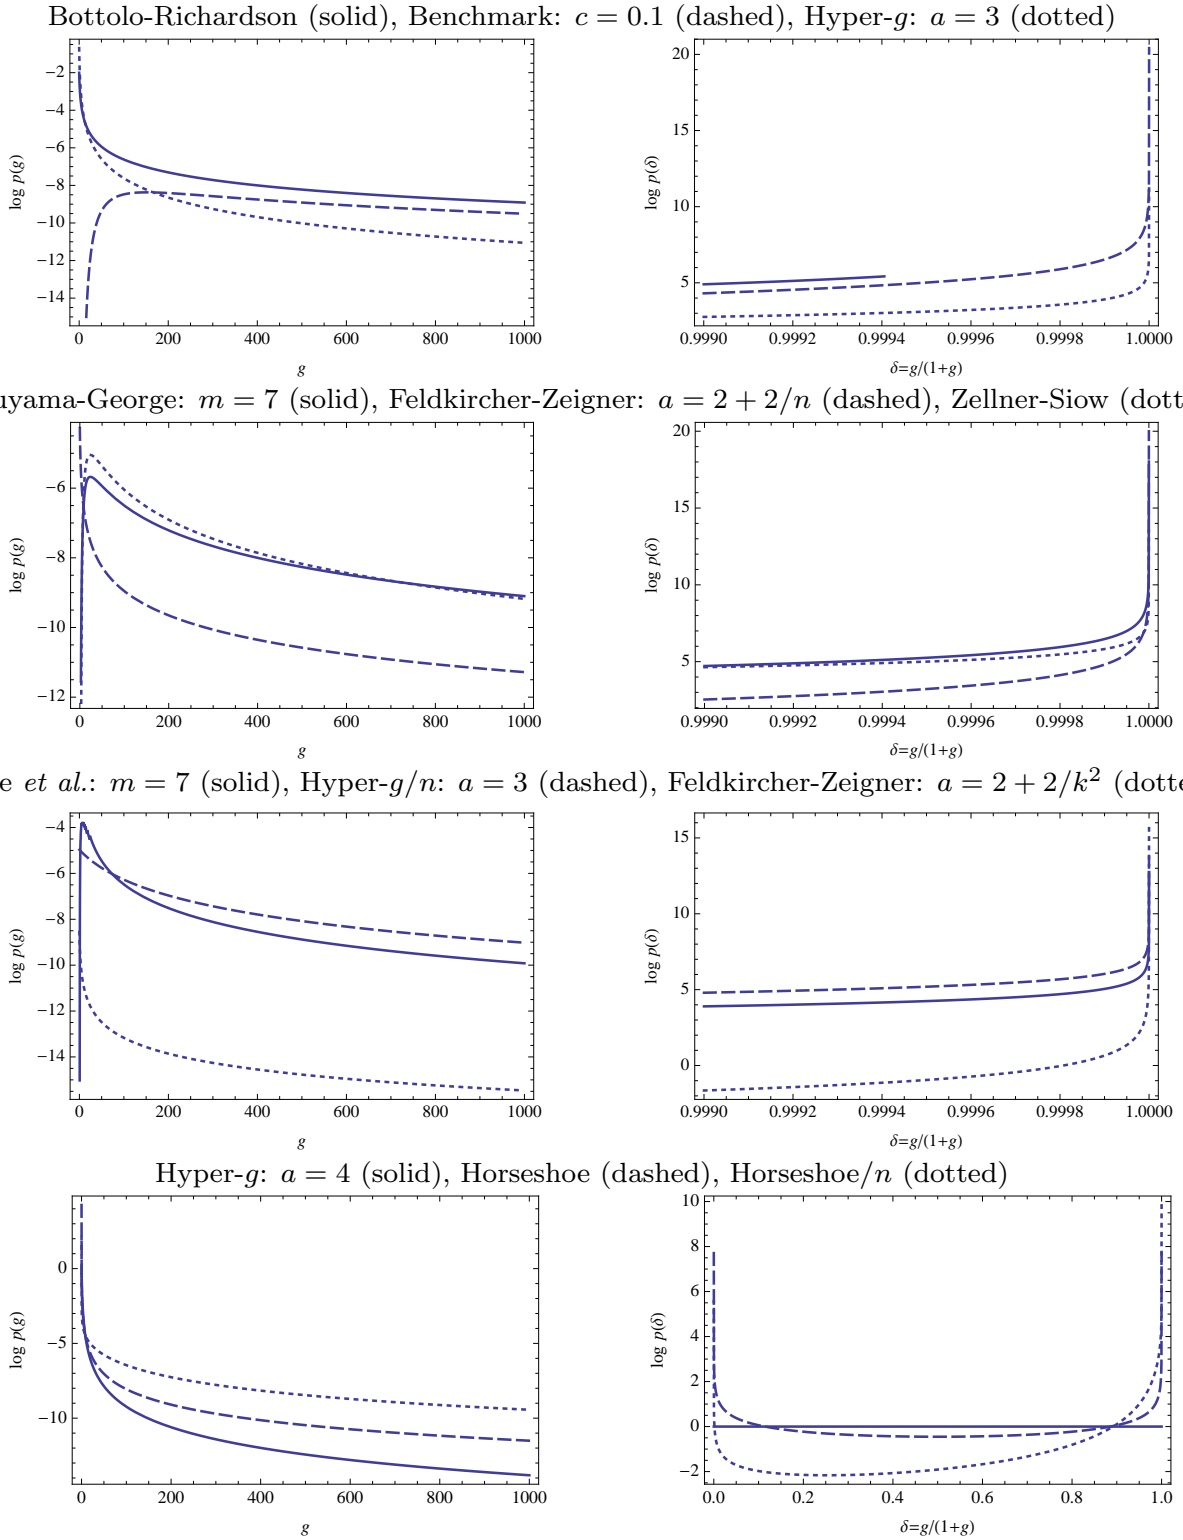 Bottolo-Richardson (solid), Benchmark: c = 0.1 (dashed), Hyper-g: a = 3 (dotted)
−2
−4
−6
−8
−10
−12
−14
log p(g)
0 200 400 600 800 1000
g
20
15
10
5
log p(δ)
0.9990 0.9992 0.9994 0.9996 0.9998 1.0000
δ=g/(1+g)
uyama-George: m = 7 (solid), Feldkircher-Zeigner: a = 2 + 2/n (dashed), Zellner-Siow (dott
−6
−8
−10
−12
log p(g)
0 200 400 600 800 1000
g
20
15
10
5
log p(δ)
0.9990 0.9992 0.9994 0.9996 0.9998 1.0000
δ=g/(1+g)
e et al.: m = 7 (solid), Hyper-g/n: a = 3 (dashed), Feldkircher-Zeigner: a = 2 + 2/k² (dotte
−4
−6
−8
−10
−12
−14
log p(g)
0 200 400 600 800 1000
g
15
10
5
0
log p(δ)
0.9990 0.9992 0.9994 0.9996 0.9998 1.0000
δ=g/(1+g)
Hyper-g: a = 4 (solid), Horseshoe (dashed), Horseshoe/n (dotted)
0
−5
−10
log p(g)
0 200 400 600 800 1000
g
10
8
6
4
2
0
−2
log p(δ)
0.0 0.2 0.4 0.6 0.8 1.0
δ=g/(1+g)